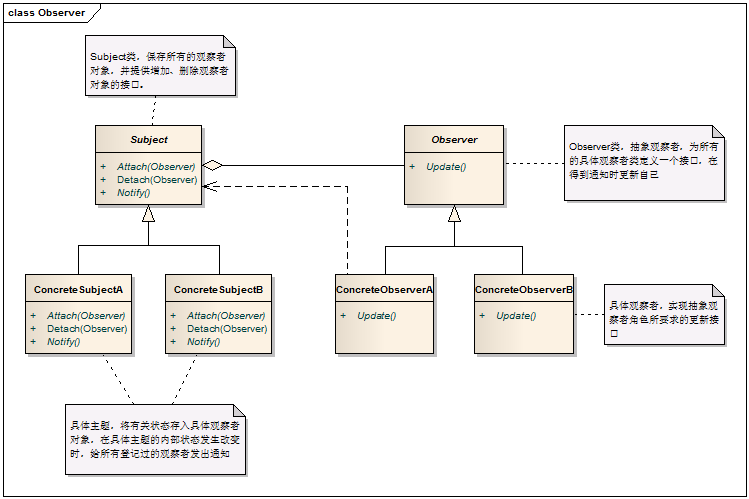 class Observer
Subject类，保存所有的观察者
对象，并提供增加、删除观察者
对象的接口。
Subject
+ Attach(Observer)
+ Detach(Observer)
+ Notify()
Observer
+ Update()
Observer类，抽象观察者，为所有
的具体观察者类定义一个接口，在
得到通知时更新自己
ConcreteSubjectA
+ Attach(Observer)
+ Detach(Observer)
+ Notify()
ConcreteSubjectB
+ Attach(Observer)
+ Detach(Observer)
+ Notify()
ConcreteObserverA
+ Update()
ConcreteObserverB
+ Update()
具体观察者，实现抽象观
察者角色所要求的更新接
口
具体主题，将有关状态存入具体观察者
对象，在具体主题的内部状态发生改变
时，给所有登记过的观察者发出通知